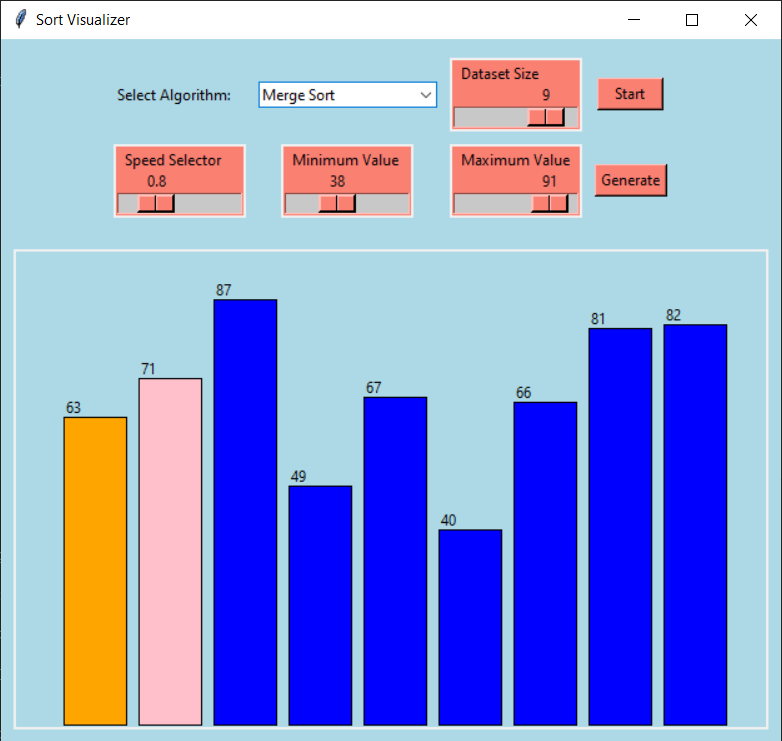 Sort Visualizer
Select Algorithm:
Merge Sort
Dataset Size
9
Start
Speed Selector
0.8
Minimum Value
38
Maximum Value
91
Generate
63
71
87
49
67
40
66
81
82